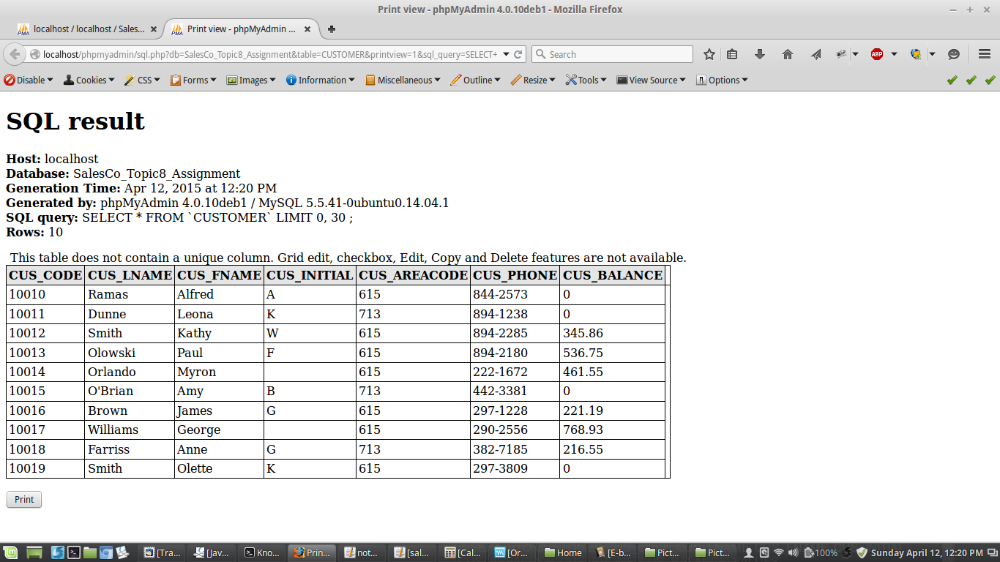 Print view - phpMyAdmin 4.0.10deb1 - Mozilla Firefox
localhost / localhost / Sales... Print view - phpMyAdmin ...
localhost/phpmyadmin/sql.php?db=SalesCo_Topic8_Assignment&table=CUSTOMER&printview=1&sql_query=SELECT+ Search ABP
Disable Cookies CSS Forms Images Information Miscellaneous Outline Resize Tools View Source Options
SQL result
Host: localhost
Database: SalesCo_Topic8_Assignment
Generation Time: Apr 12, 2015 at 12:20 PM
Generated by: phpMyAdmin 4.0.10deb1 / MySQL 5.5.41-0ubuntu0.14.04.1
SQL query: SELECT * FROM `CUSTOMER` LIMIT 0, 30 ;
Rows: 10
This table does not contain a unique column. Grid edit, checkbox, Edit, Copy and Delete features are not available.
CUS_CODE CUS_LNAME CUS_FNAME CUS_INITIAL CUS_AREACODE CUS_PHONE CUS_BALANCE
10010 Ramas Alfred A 615 844-2573 0
10011 Dunne Leona K 713 894-1238 0
10012 Smith Kathy W 615 894-2285 345.86
10013 Olowski Paul F 615 894-2180 536.75
10014 Orlando Myron 615 222-1672 461.55
10015 O'Brian Amy B 713 442-3381 0
10016 Brown James G 615 297-1228 221.19
10017 Williams George 615 290-2556 768.93
10018 Farriss Anne G 713 382-7185 216.55
10019 Smith Olette K 615 297-3809 0
Print
[Tra... [Jav... Kno... Prin... not... [sal... [Cal... [Or... Home [E-b... Pict... Pict... 100% Sunday April 12, 12:20 PM